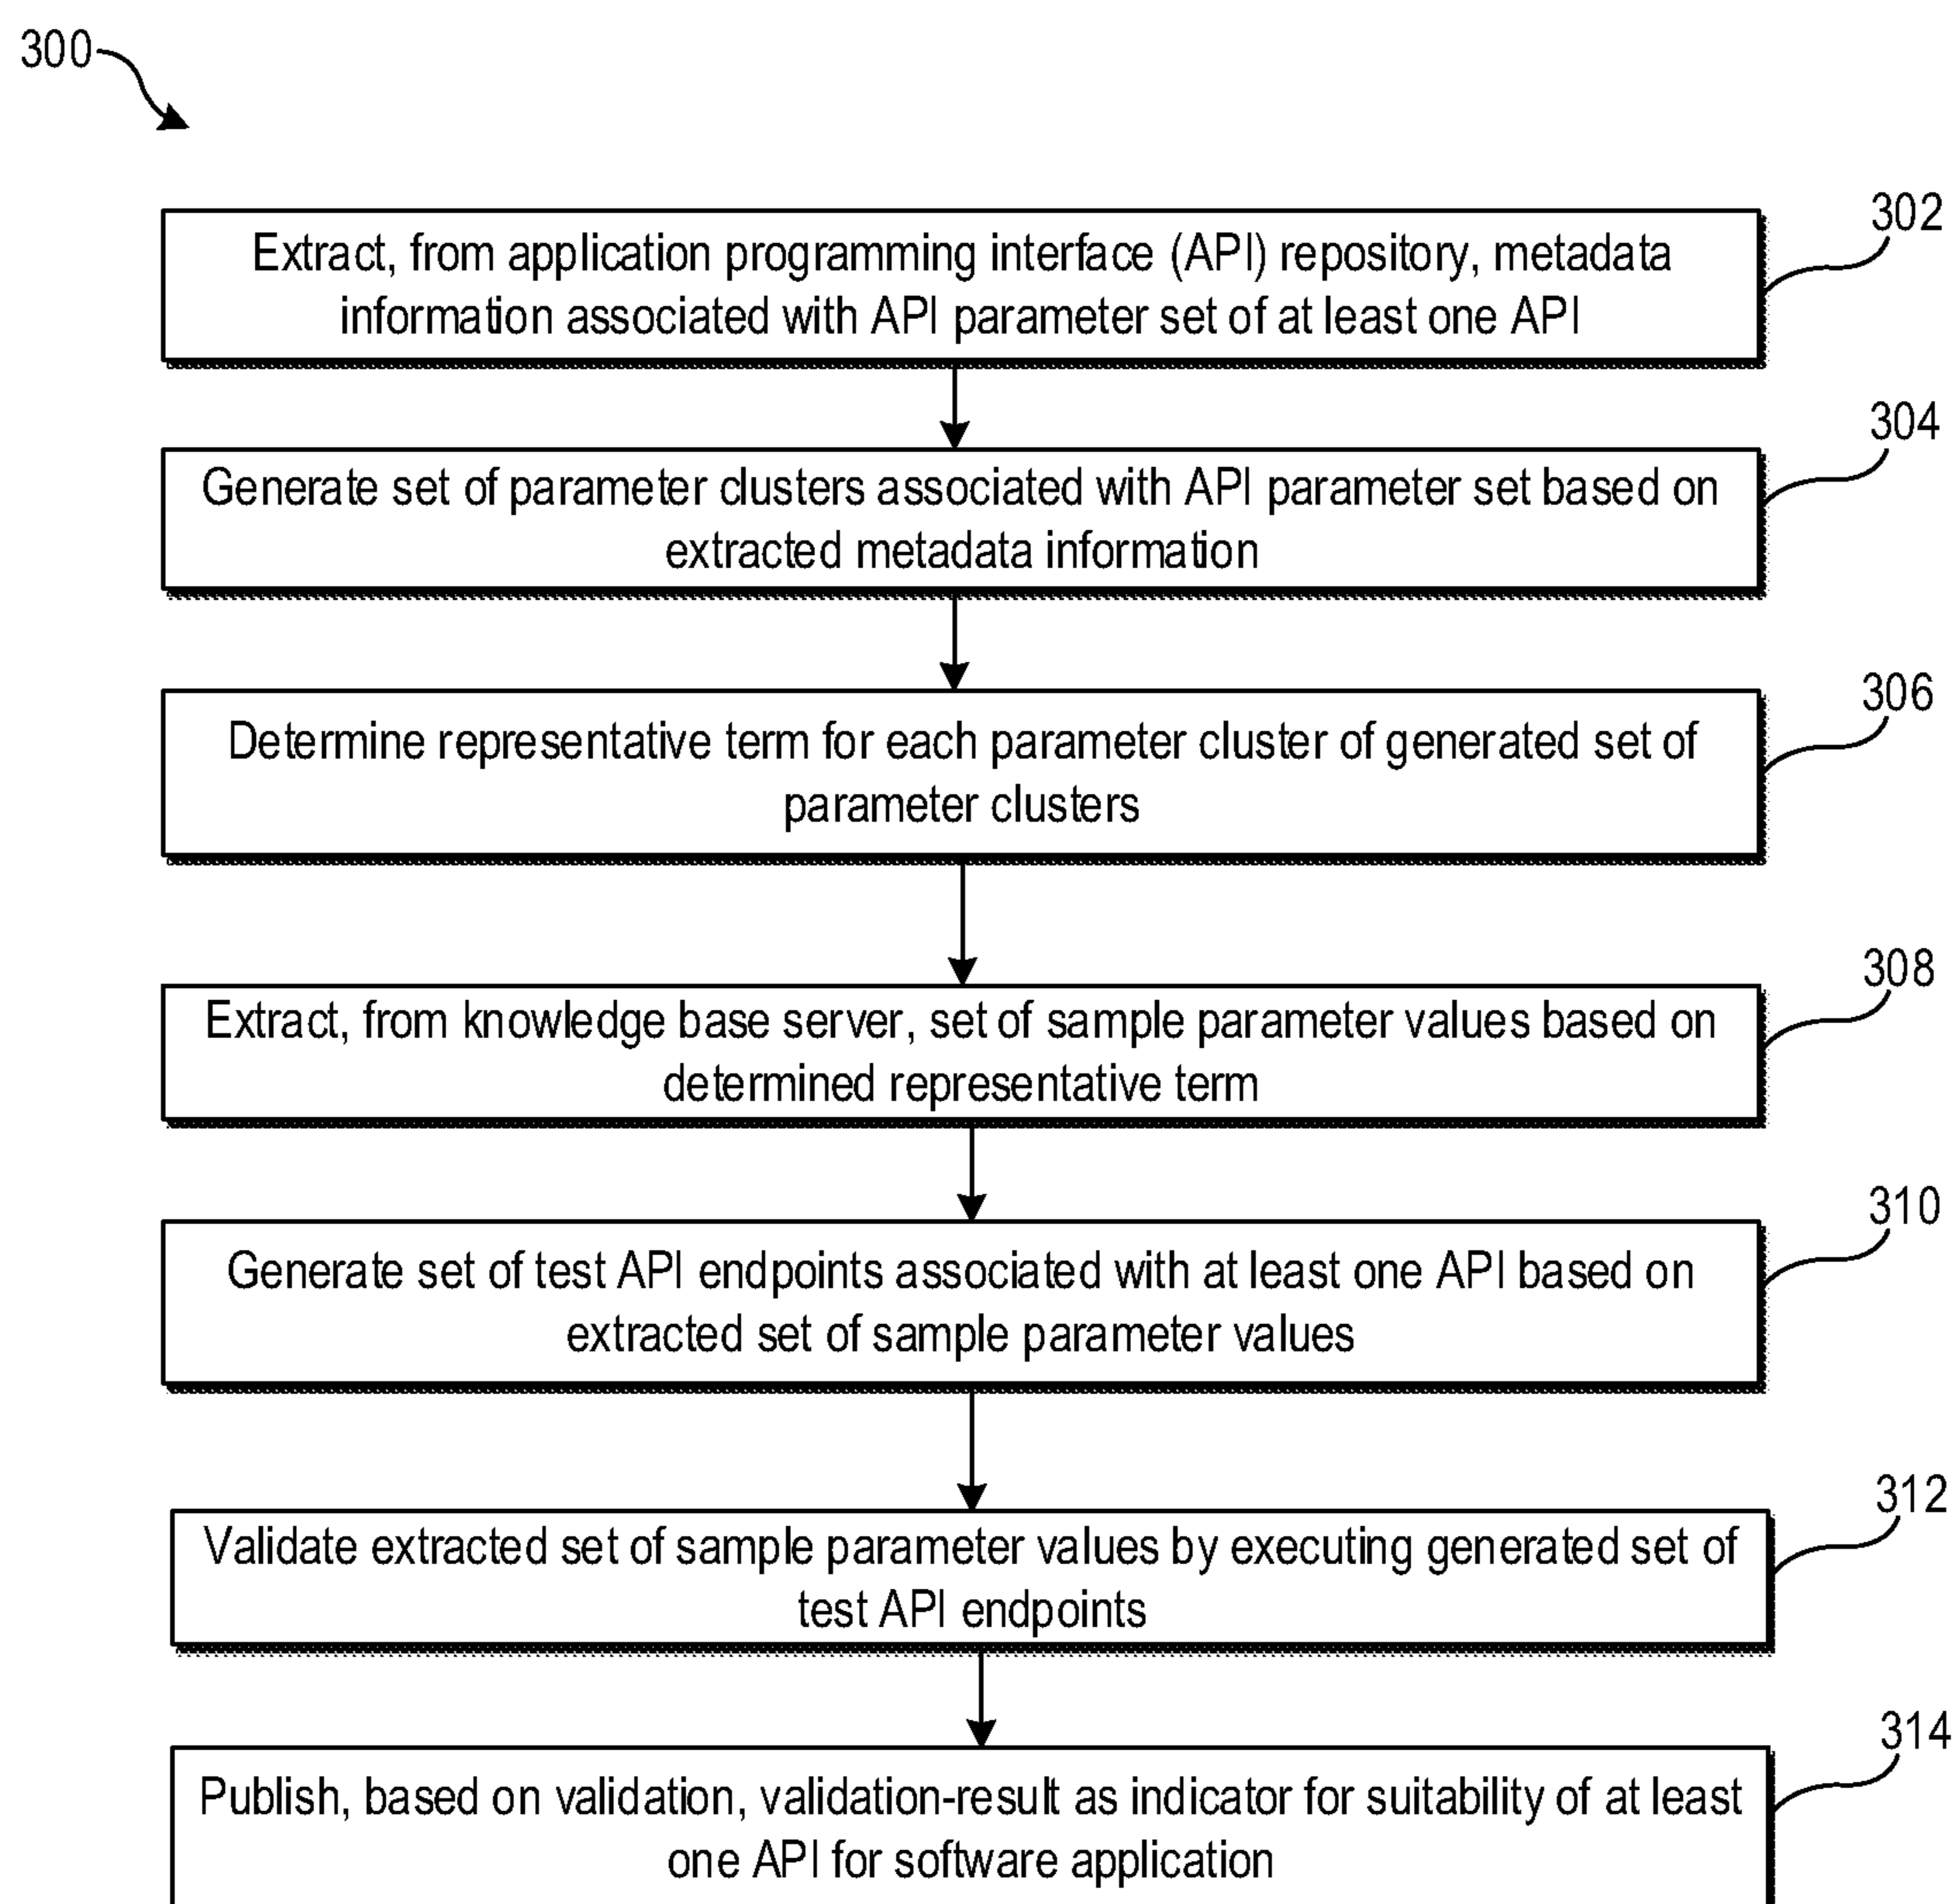 300
302
Extract, from application programming interface (API) repository, metadata
information associated with API parameter set of at least one API
304
Generate set of parameter clusters associated with API parameter set based on
extracted metadata information
306
Determine representative term for each parameter cluster of generated set of
parameter clusters
308
Extract, from knowledge base server, set of sample parameter values based on
determined representative term
310
Generate set of test API endpoints associated with at least one API based on
extracted set of sample parameter values
312
Validate extracted set of sample parameter values by executing generated set of
test API endpoints
314
Publish, based on validation, validation-result as indicator for suitability of at least
one API for software application